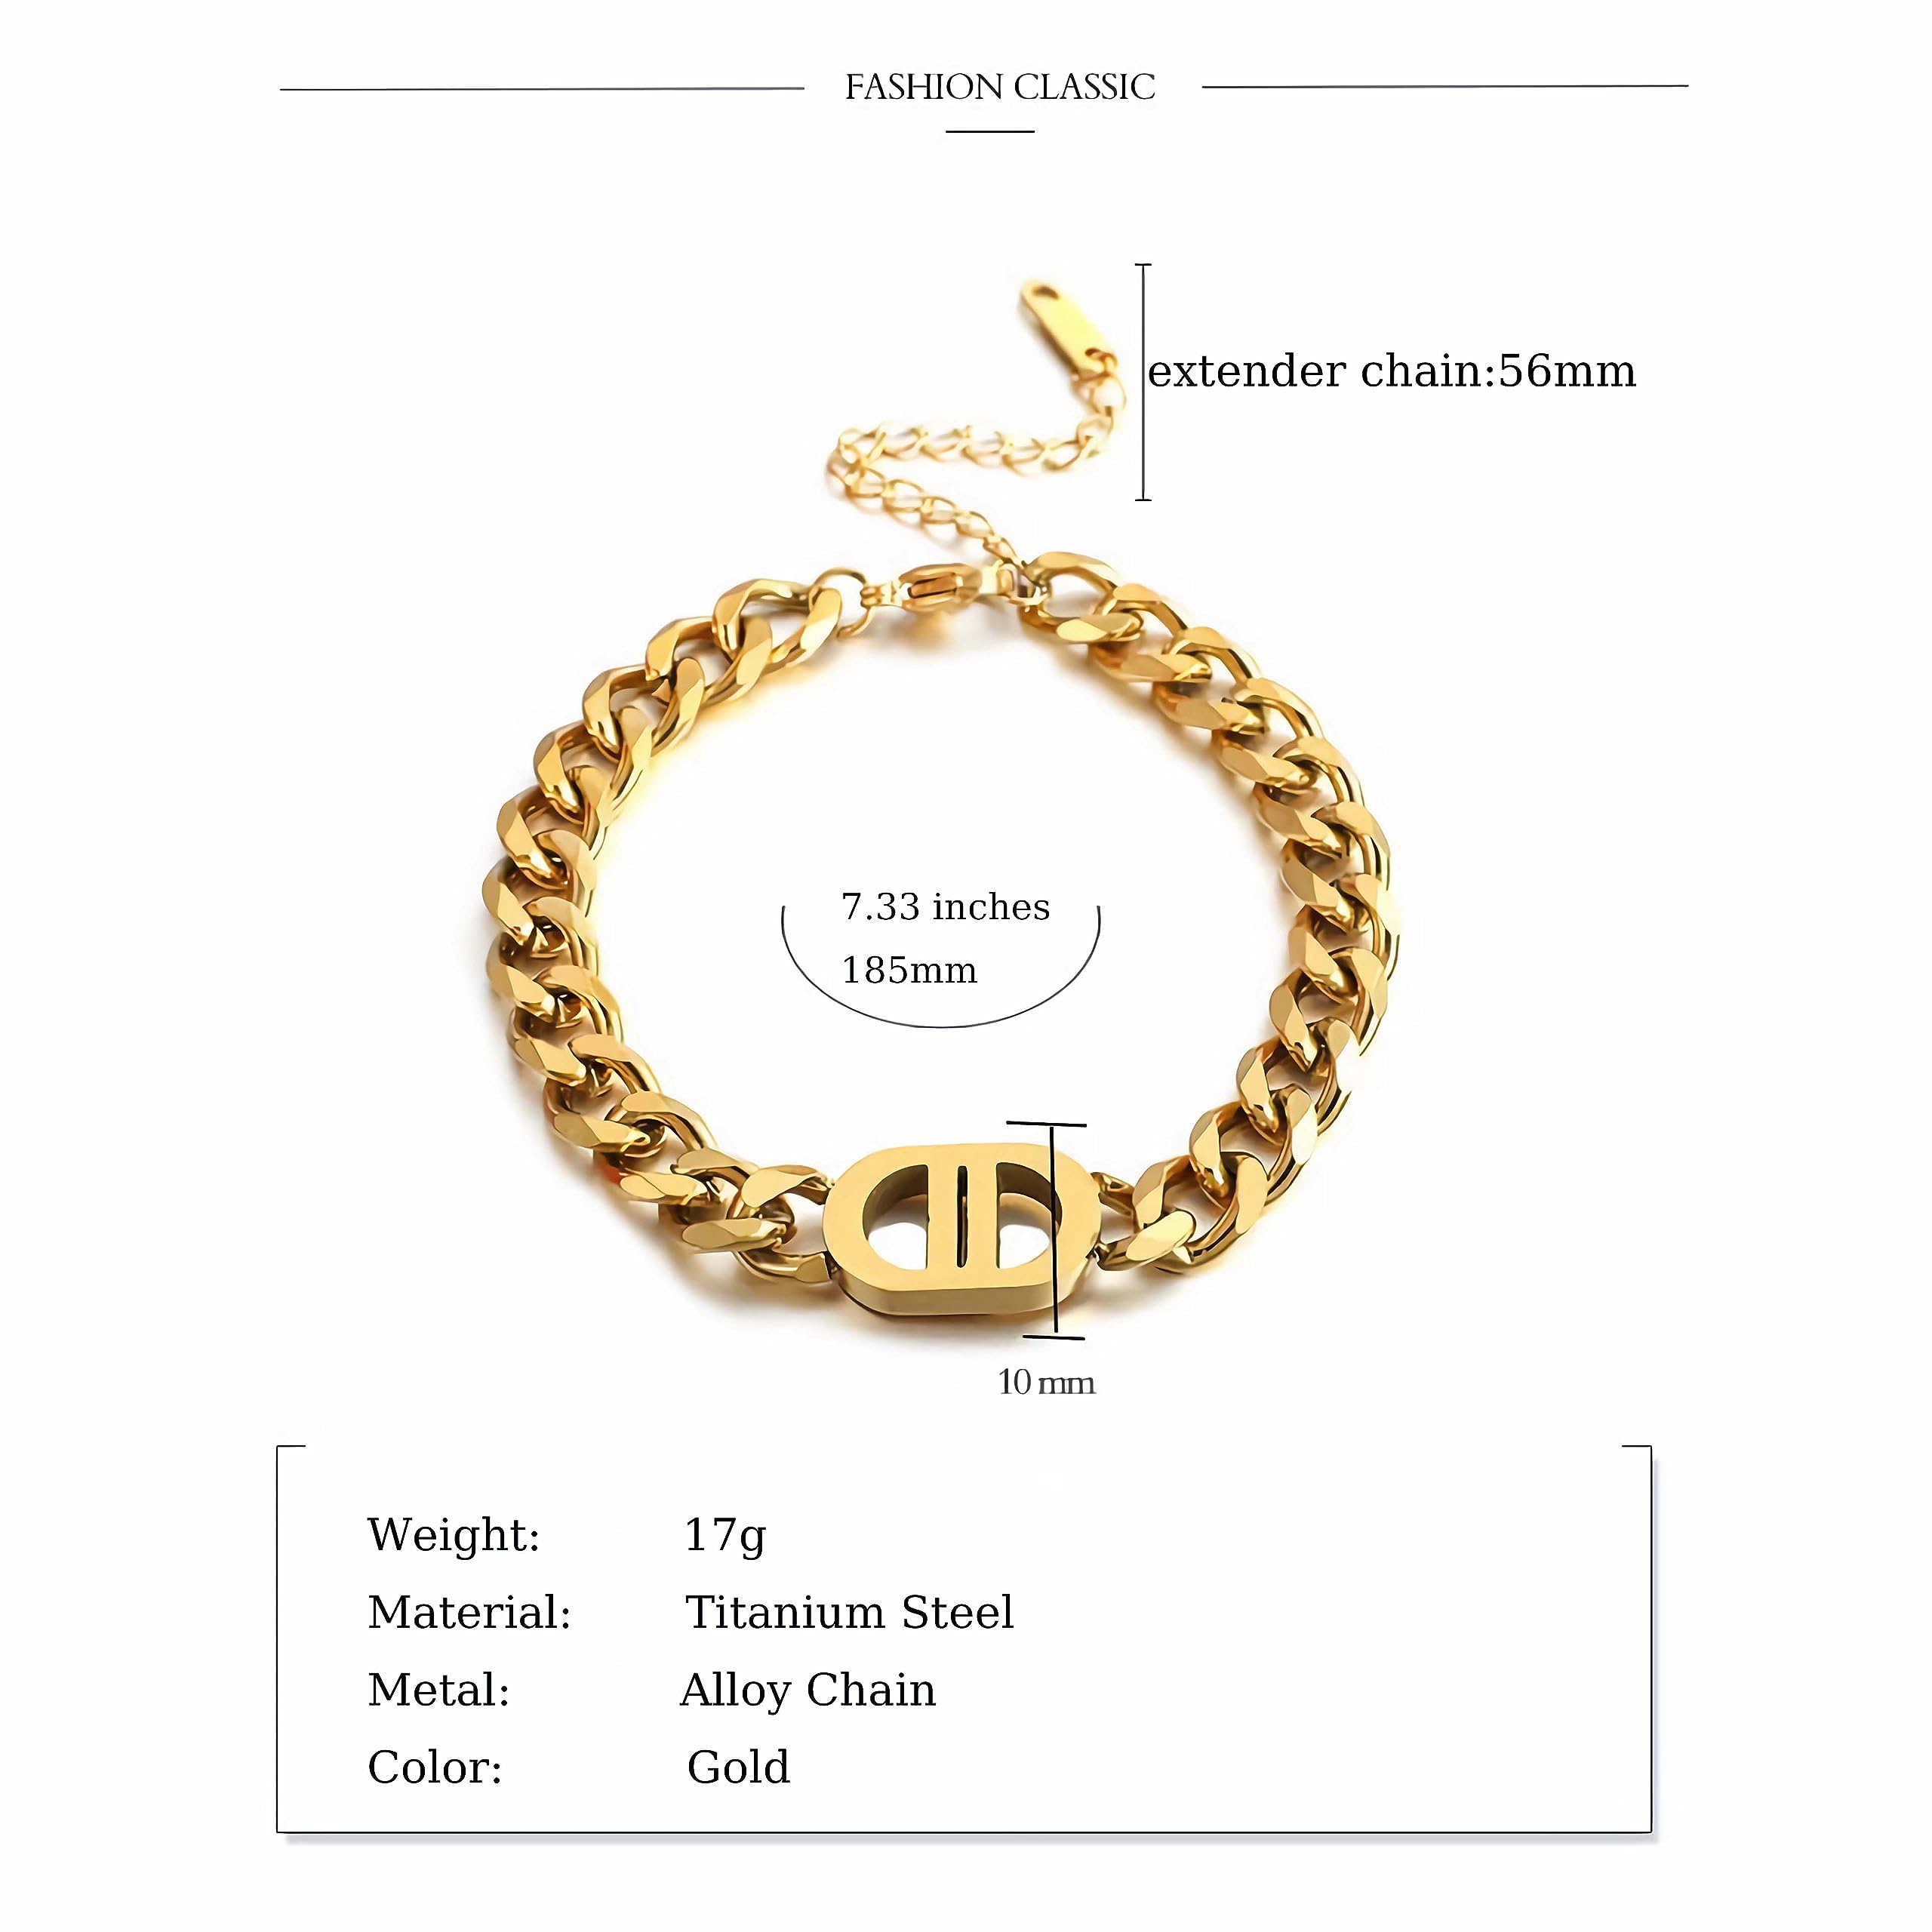 FASHION CLASSIC
extender chain:56mm
7.33 inches
185mm
10 mm
Weight: 17g
Material: Titanium Steel
Metal: Alloy Chain
Color: Gold